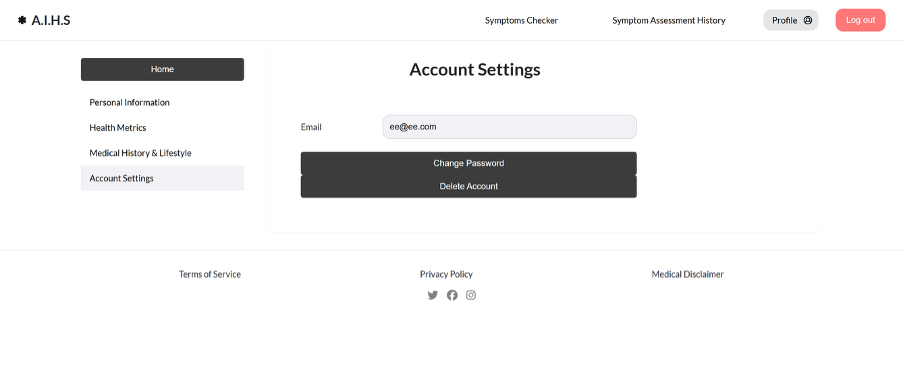 A.I.H.S
Symptoms Checker
Symptom Assessment History
Profile
Log out
Home
Personal Information
Health Metrics
Medical History & Lifestyle
Account Settings
Account Settings
Email
ee@ee.com
Change Password
Delete Account
Terms of Service
Privacy Policy
Medical Disclaimer